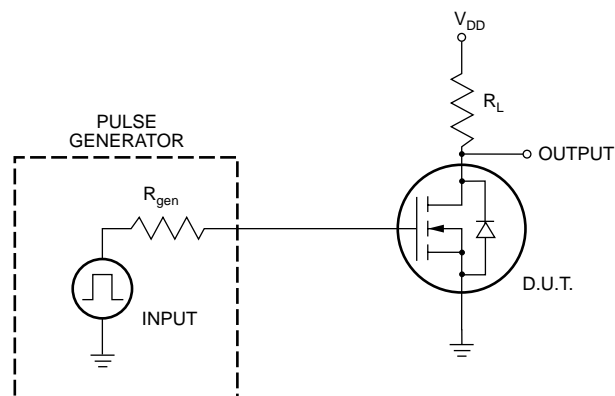 V_DD
R_L
PULSE
GENERATOR
OUTPUT
R_gen
D.U.T.
INPUT